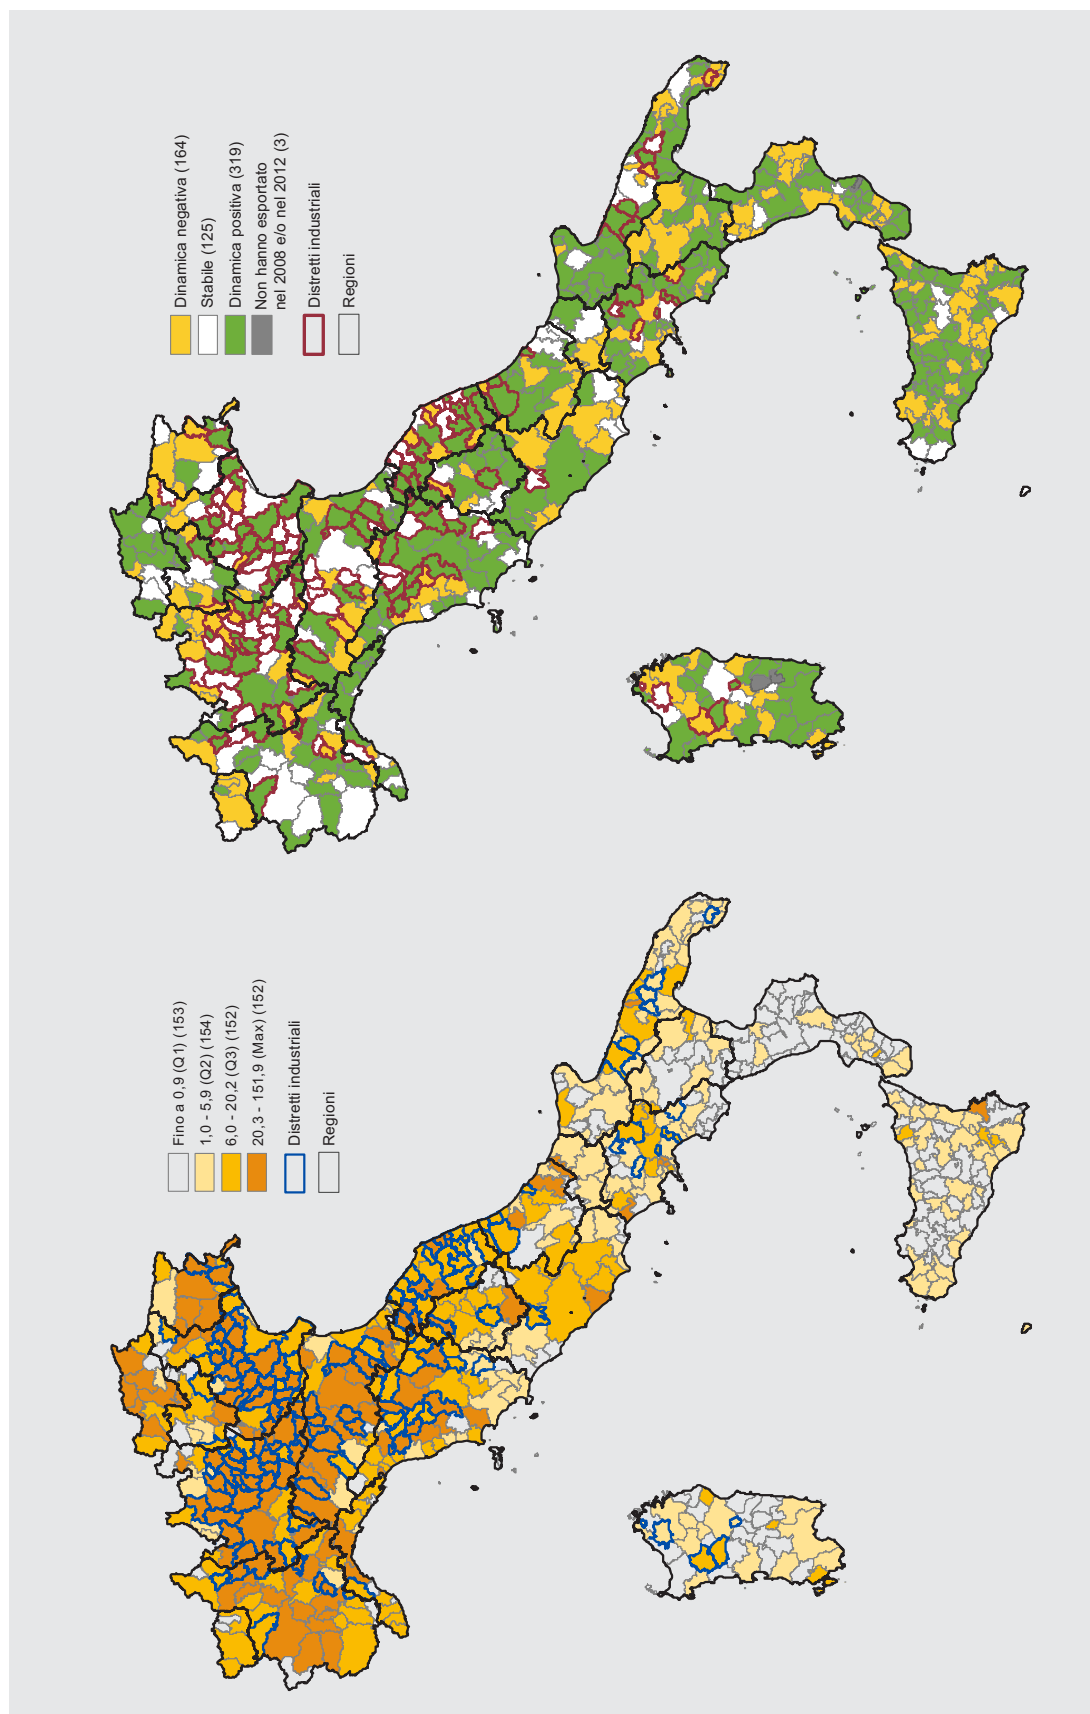 Fino a 0,9 (Q1) (153)
1,0 - 5,9 (Q2) (154)
6,0 - 20,2 (Q3) (152)
20,3 - 151,9 (Max) (152)
Distretti industriali
Regioni
Dinamica negativa (164)
Stabile (125)
Dinamica positiva (319)
Non hanno esportato
nel 2008 e/o nel 2012 (3)
Distretti industriali
Regioni